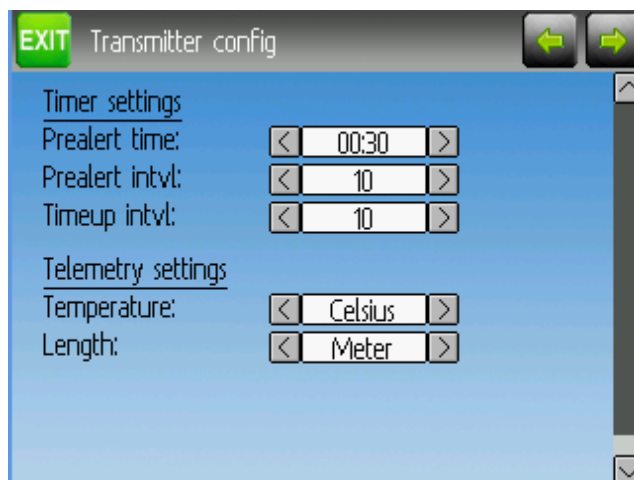 EXIT Transmitter config
Timer settings
Prealert time: 00:30
Prealert intvl: 10
Timeup intvl: 10
Telemetry settings
Temperature: Celsius
Length: Meter